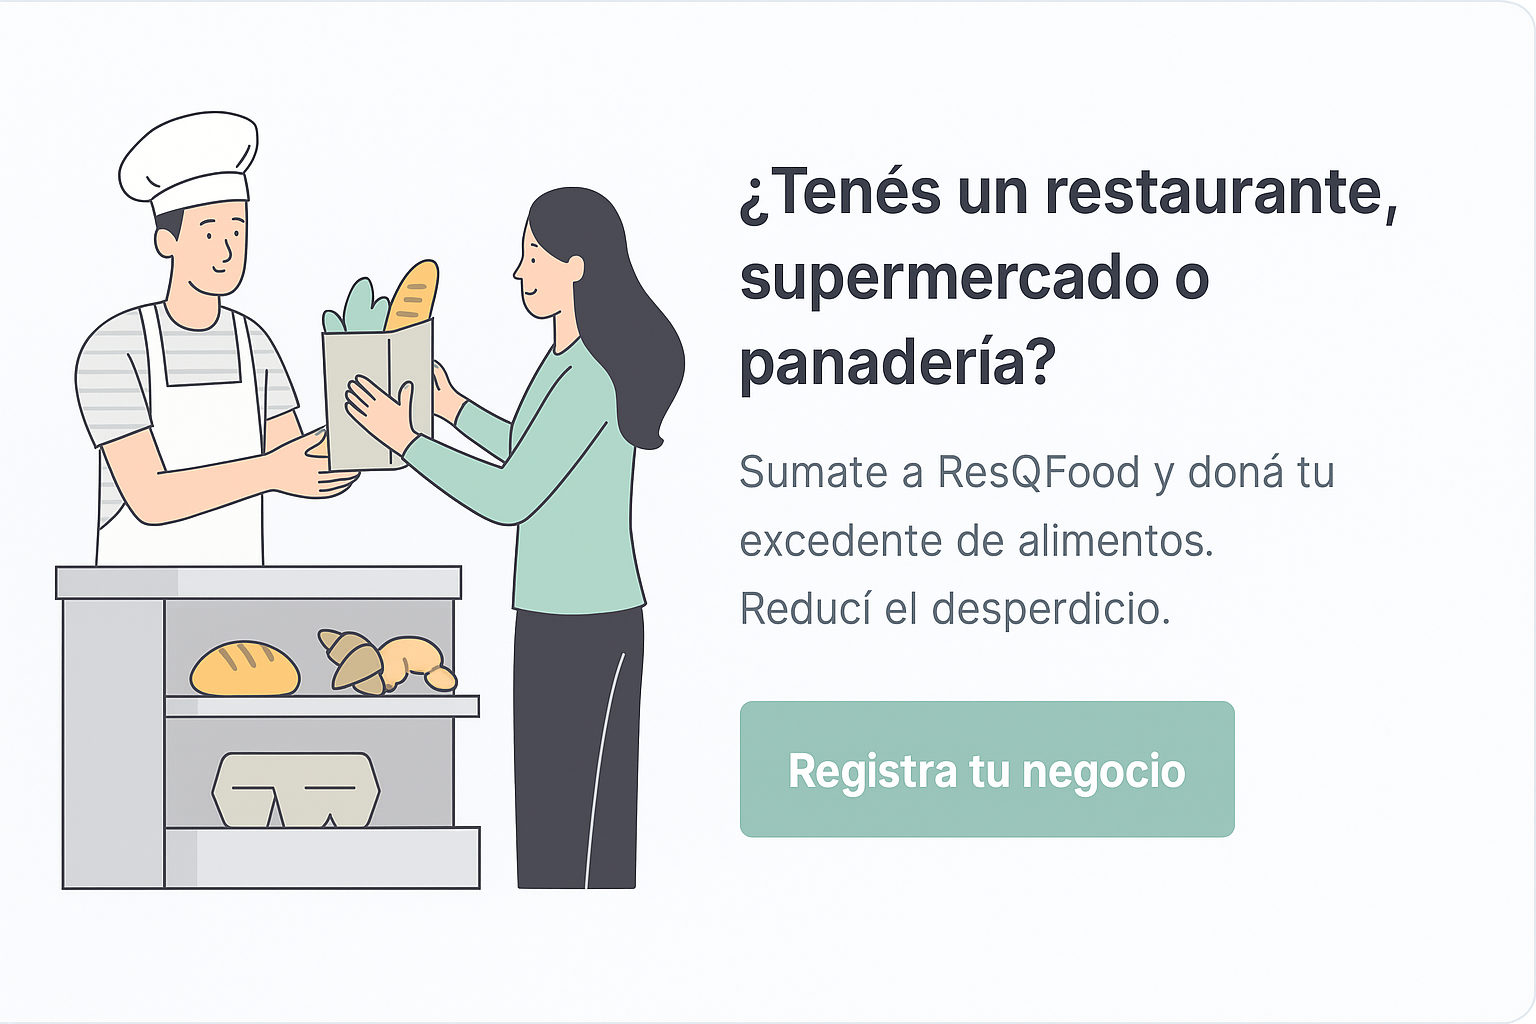 ¿Tenés un restaurante,
supermercado o
panadería?
Sumate a ResQFood y doná tu
excedente de alimentos.
Reducí el desperdicio.
Registra tu negocio